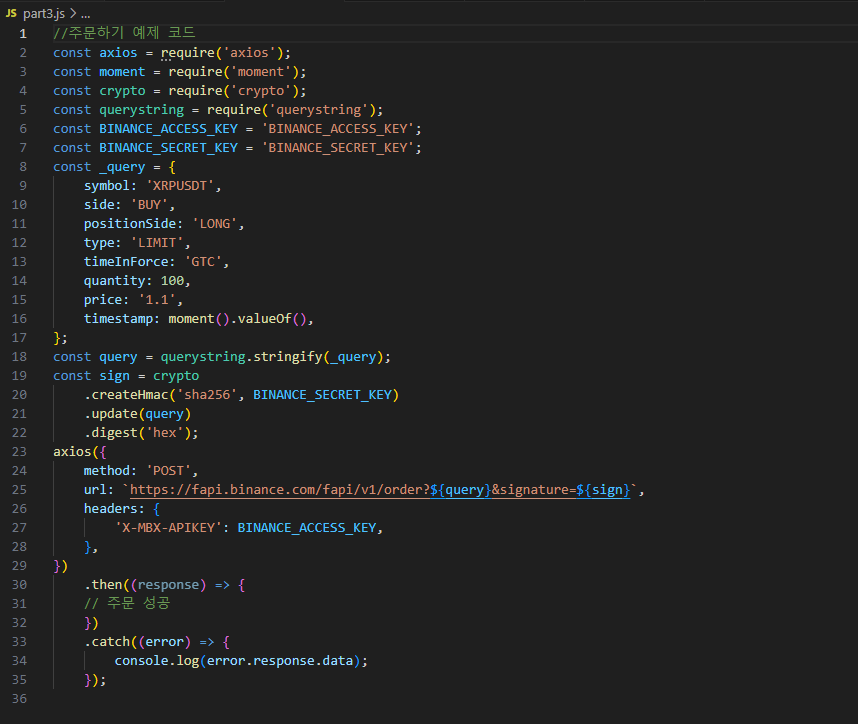 JS part3.js > ...
1 //주문하기 예제 코드
2 const axios = require('axios');
3 const moment = require('moment');
4 const crypto = require('crypto');
5 const querystring = require('querystring');
6 const BINANCE_ACCESS_KEY = 'BINANCE_ACCESS_KEY';
7 const BINANCE_SECRET_KEY = 'BINANCE_SECRET_KEY';
8 const _query = {
9     symbol: 'XRPUSDT',
10     side: 'BUY',
11     positionSide: 'LONG',
12     type: 'LIMIT',
13     timeInForce: 'GTC',
14     quantity: 100,
15     price: '1.1',
16     timestamp: moment().valueOf(),
17 };
18 const query = querystring.stringify(_query);
19 const sign = crypto
20     .createHmac('sha256', BINANCE_SECRET_KEY)
21     .update(query)
22     .digest('hex');
23 axios({
24     method: 'POST',
25     url: `https://fapi.binance.com/fapi/v1/order?${query}&signature=${sign}`,
26     headers: {
27         'X-MBX-APIKEY': BINANCE_ACCESS_KEY,
28     },
29 })
30     .then((response) => {
31     // 주문 성공
32     })
33     .catch((error) => {
34         console.log(error.response.data);
35     });
36